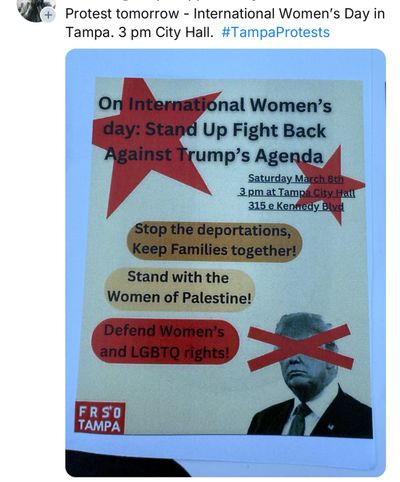 Protest tomorrow - International Women’s Day in
Tampa. 3 pm City Hall. #TampaProtests
On International Women’s
day: Stand Up Fight Back
Against Trump’s Agenda
Saturday March 8th
3 pm at Tampa City Hall
315 e Kennedy Blvd
Stop the deportations,
Keep Families together!
Stand with the
Women of Palestine!
Defend Women’s
and LGBTQ rights!
FRSO
TAMPA